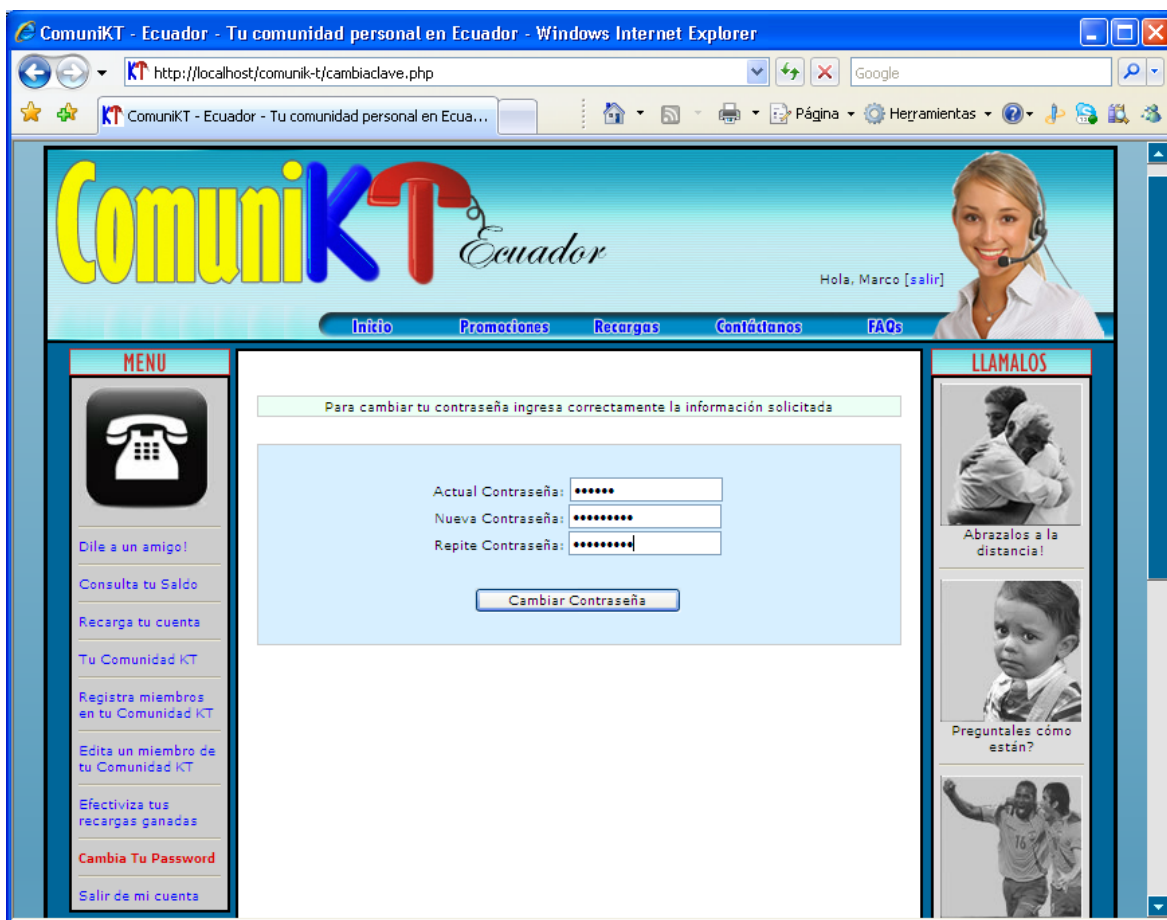 ComuniKT - Ecuador - Tu comunidad personal en Ecuador - Windows Internet Explorer
KT http://localhost/comunik-t/cambiaclave.php
Google
KT ComuniKT - Ecuador - Tu comunidad personal en Ecua...
Página
Herramientas
ComuniKT
Ecuador
Hola, Marco [salir]
Inicio Promociones Recargas Contáctanos FAQs
MENU
Dile a un amigo!
Consulta tu Saldo
Recarga tu cuenta
Tu Comunidad KT
Registra miembros
en tu Comunidad KT
Edita un miembro de
tu Comunidad KT
Efectiviza tus
recargas ganadas
Cambia Tu Password
Salir de mi cuenta
Para cambiar tu contraseña ingresa correctamente la información solicitada
Actual Contraseña: ••••••
Nueva Contraseña: •••••••••
Repite Contraseña: •••••••••
Cambiar Contraseña
LLAMALOS
Abrazalos a la
distancia!
Preguntales cómo
están?
16